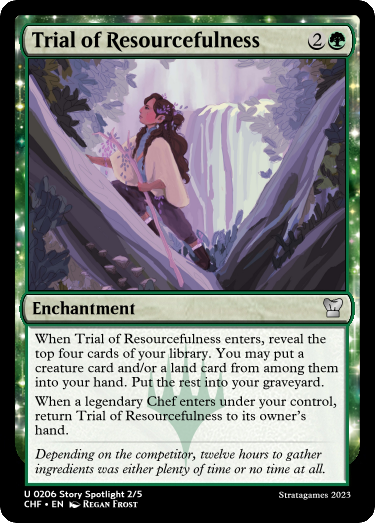 Trial of Resourcefulness 2
Enchantment
When Trial of Resourcefulness enters, reveal the
top four cards of your library. You may put a
creature card and/or a land card from among them
into your hand. Put the rest into your graveyard.
When a legendary Chef enters under your control,
return Trial of Resourcefulness to its owner's
hand.
Depending on the competitor, twelve hours to gather
ingredients was either plenty of time or no time at all.
U 0206 Story Spotlight 2/5
CHF • EN Regan Frost
Stratagames 2023